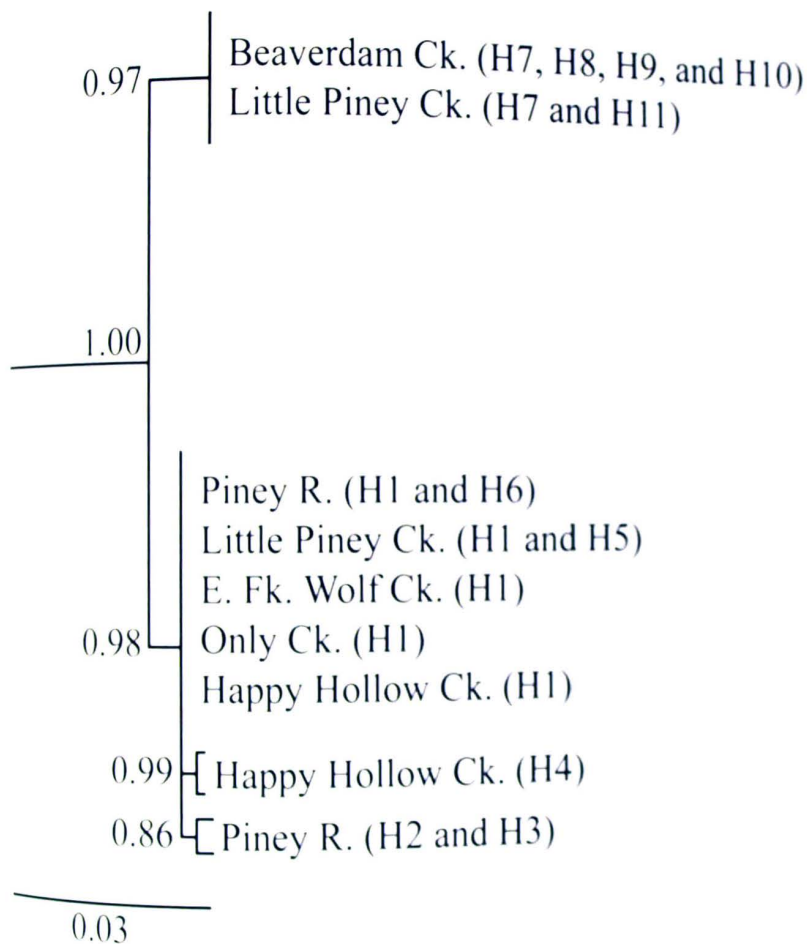 0.97
Beaverdam Ck. (H7, H8, H9, and H10)
Little Piney Ck. (H7 and H11)
1.00
Piney R. (H1 and H6)
Little Piney Ck. (H1 and H5)
E. Fk. Wolf Ck. (H1)
0.98
Only Ck. (H1)
Happy Hollow Ck. (H1)
0.99
Happy Hollow Ck. (H4)
0.86
Piney R. (H2 and H3)
0.03